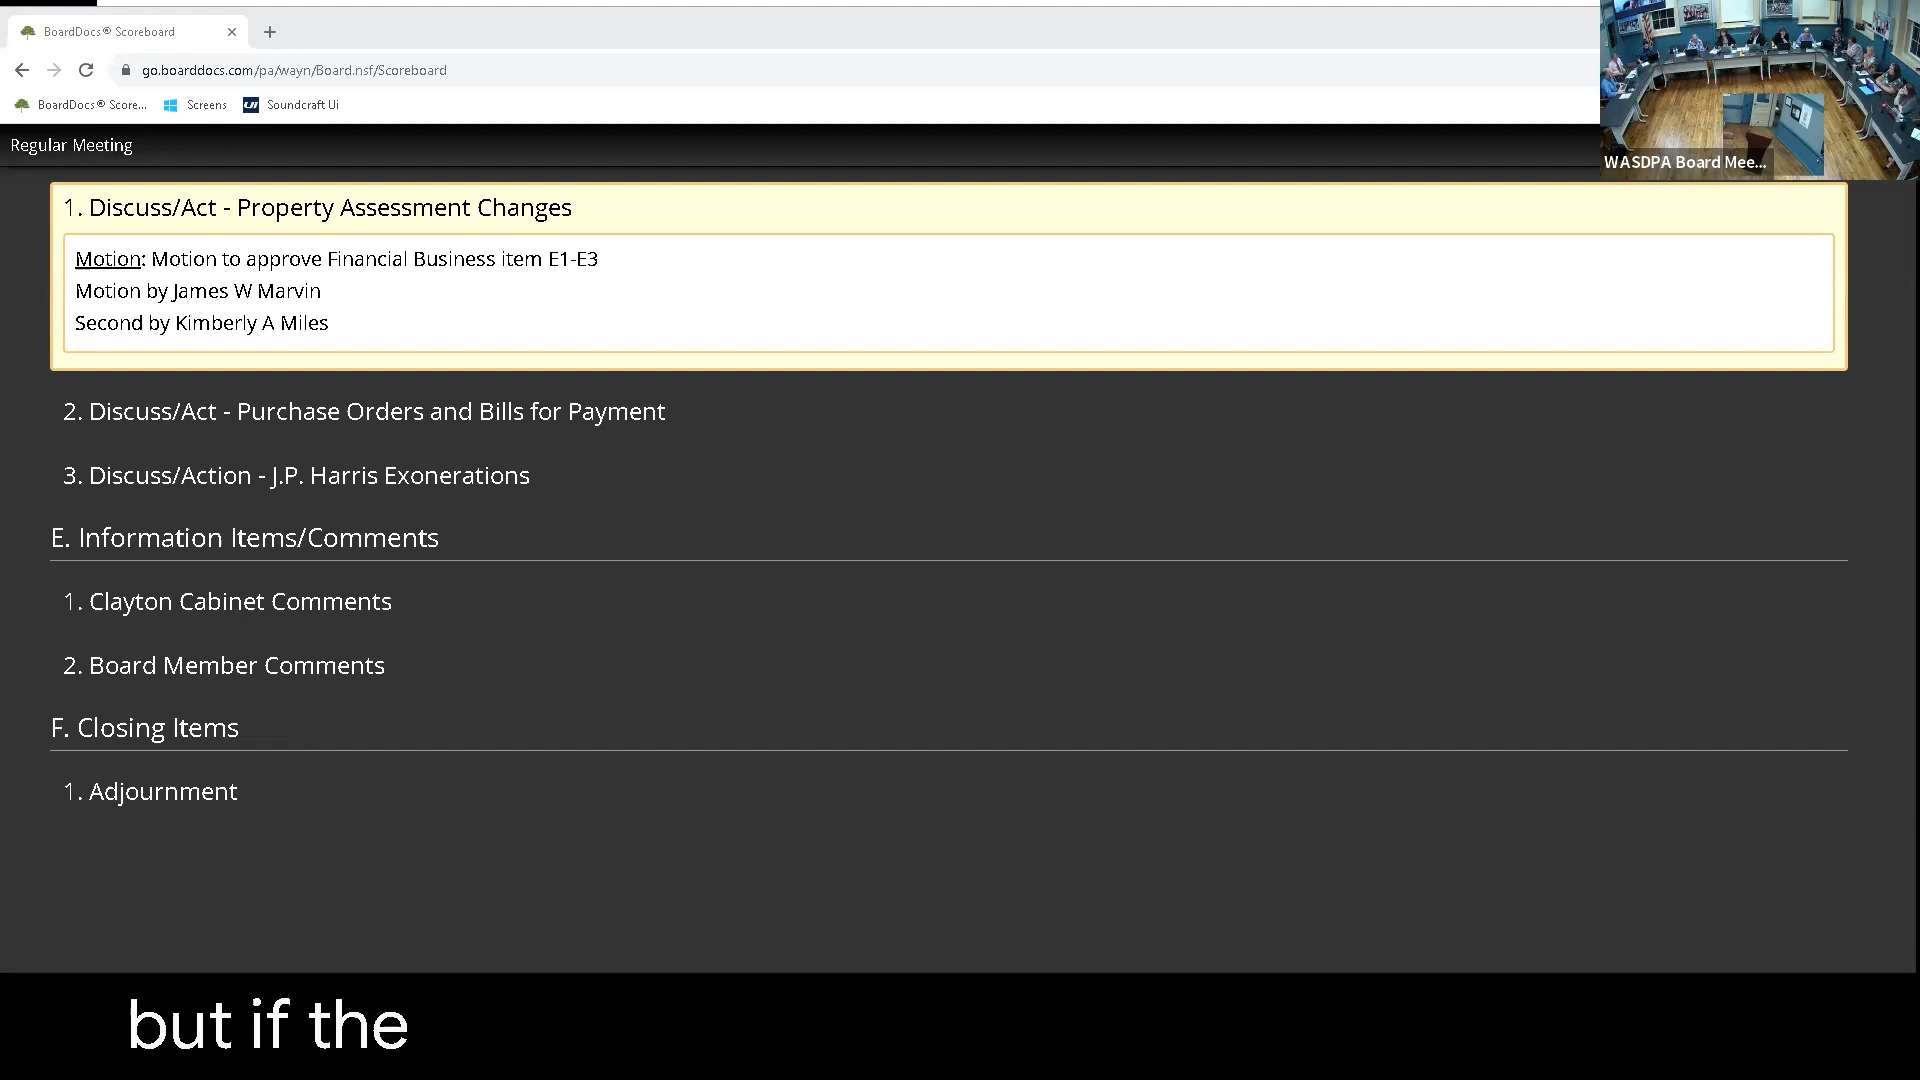 BoardDocs® Scoreboard
go.boarddocs.com/pa/wayn/Board.nsf/Scoreboard
BoardDocs® Score...
Screens
Soundcraft Ui
Regular Meeting
WASDPA Board Mee...
1. Discuss/Act - Property Assessment Changes
Motion: Motion to approve Financial Business item E1-E3
Motion by James W Marvin
Second by Kimberly A Miles
2. Discuss/Act - Purchase Orders and Bills for Payment
3. Discuss/Action - J.P. Harris Exonerations
E. Information Items/Comments
1. Clayton Cabinet Comments
2. Board Member Comments
F. Closing Items
1. Adjournment
but if the